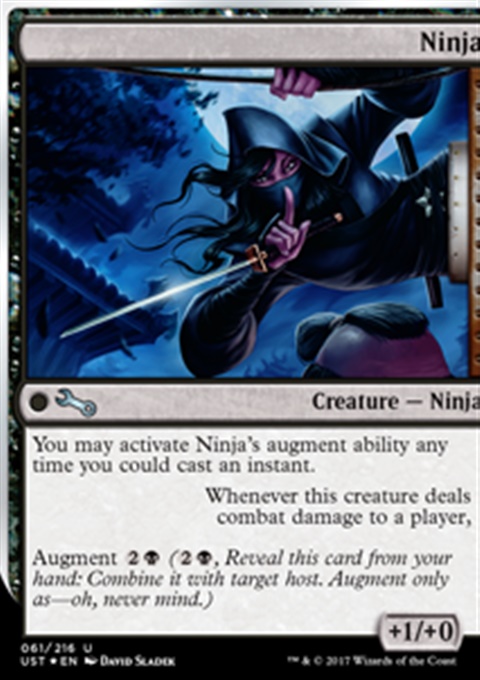 Ninja
Creature — Ninja
You may activate Ninja's augment ability any
time you could cast an instant.
Whenever this creature deals
combat damage to a player,
Augment 2B (2B, Reveal this card from your
hand: Combine it with target host. Augment only
as—oh, never mind.)
+1/+0
061/216 U
UST ★ EN David Sladek
™ & © 2017 Wizards of the Coast